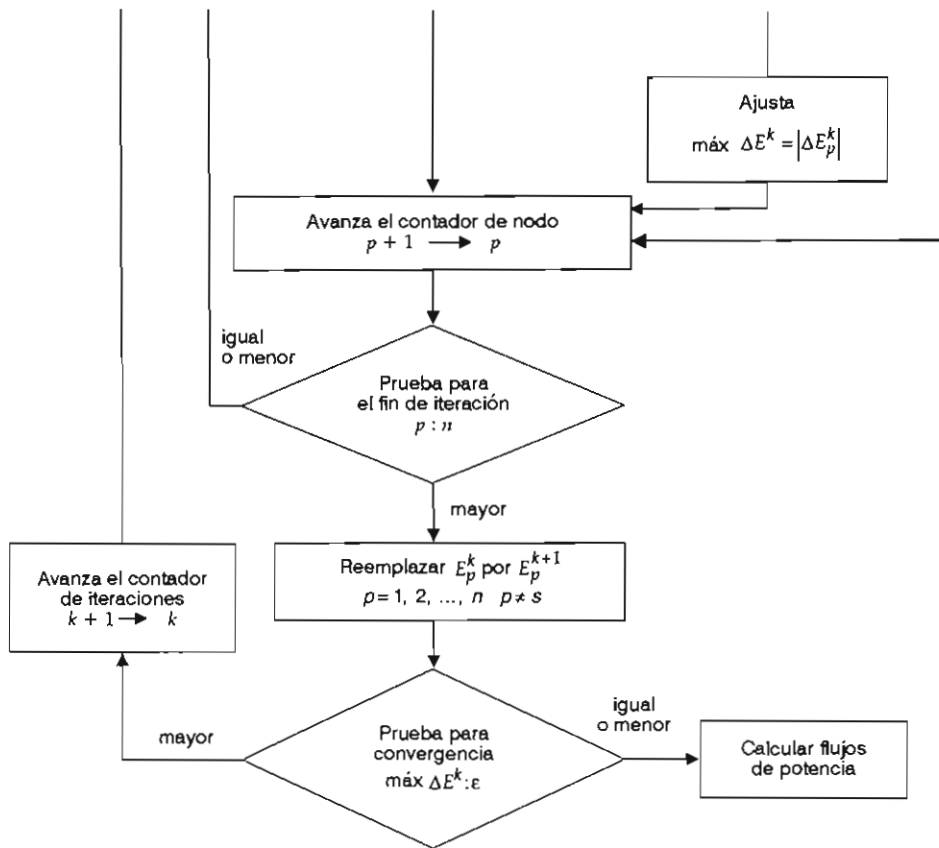 Ajusta
máx ΔE^k = |ΔE_p^k|
Avanza el contador de nodo
p + 1 → p
igual
o menor
Prueba para
el fin de iteración
p : n
mayor
Reemplazar E_p^k por E_p^{k+1}
p = 1, 2, ..., n p ≠ s
Avanza el contador
de iteraciones
k + 1 → k
mayor
Prueba para
convergencia
máx ΔE^k : ε
igual
o menor
Calcular flujos
de potencia